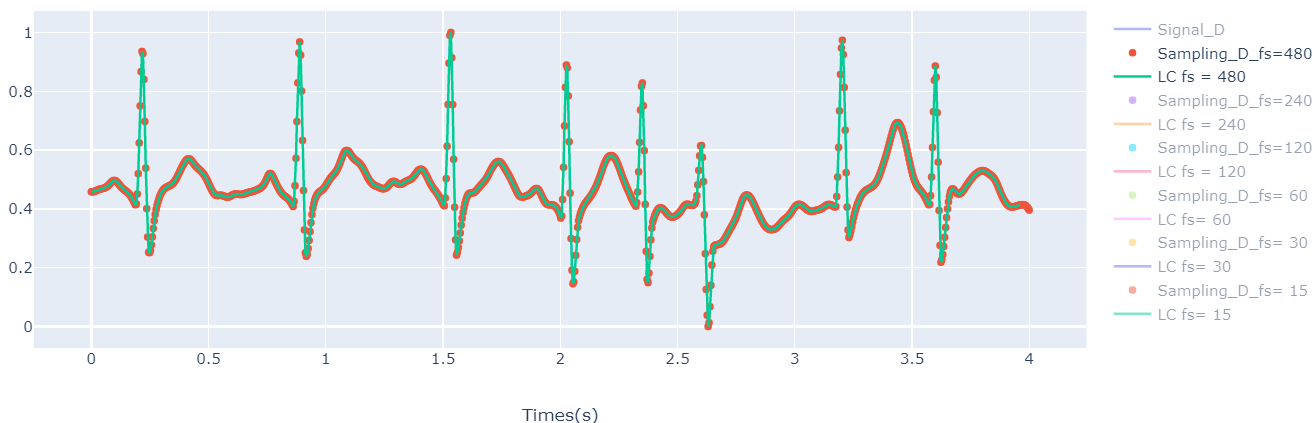 1
0.8
0.6
0.4
0.2
0
0 0.5 1 1.5 2 2.5 3 3.5 4
Times(s)
Signal_D
Sampling_D_fs=480
LC fs = 480
Sampling_D_fs=240
LC fs = 240
Sampling_D_fs=120
LC fs = 120
Sampling_D_fs= 60
LC fs= 60
Sampling_D_fs= 30
LC fs= 30
Sampling_D_fs= 15
LC fs= 15